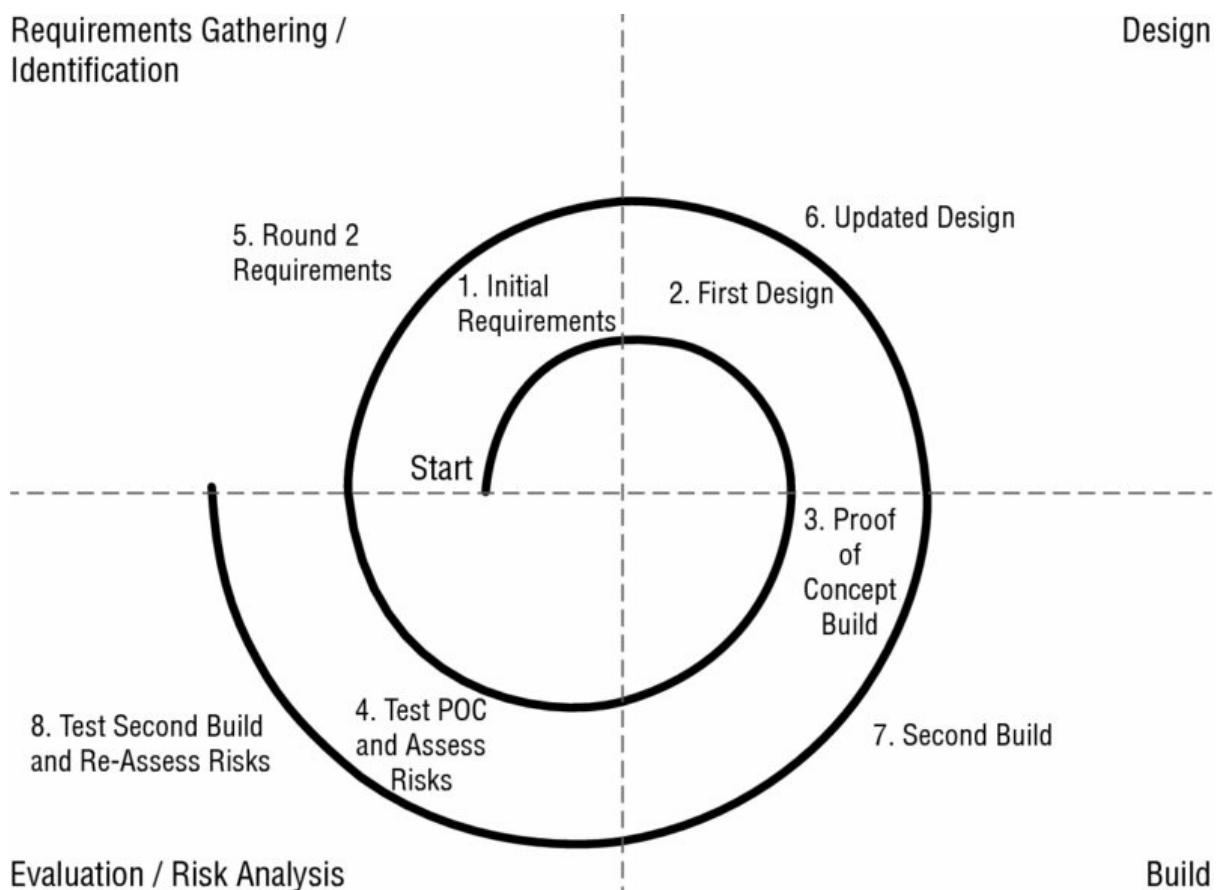 Requirements Gathering /
Identification
Design
5. Round 2
Requirements
6. Updated Design
1. Initial
Requirements
2. First Design
Start
3. Proof
of
Concept
Build
4. Test POC
and Assess
Risks
8. Test Second Build
and Re-Assess Risks
7. Second Build
Evaluation / Risk Analysis
Build